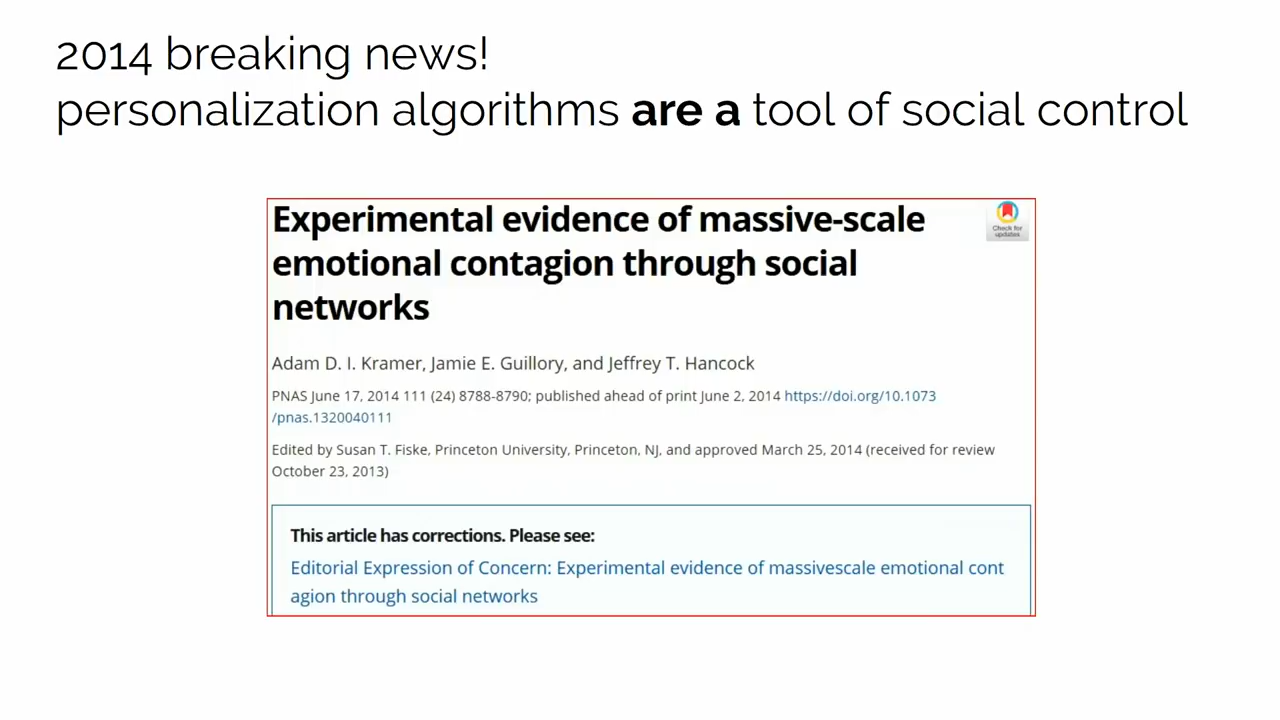 2014 breaking news!
personalization algorithms are a tool of social control
Experimental evidence of massive-scale
emotional contagion through social
networks
Check for
updates
Adam D. I. Kramer, Jamie E. Guillory, and Jeffrey T. Hancock
PNAS June 17, 2014 111 (24) 8788-8790; published ahead of print June 2, 2014 https://doi.org/10.1073
/pnas.1320040111
Edited by Susan T. Fiske, Princeton University, Princeton, NJ, and approved March 25, 2014 (received for review
October 23, 2013)
This article has corrections. Please see:
Editorial Expression of Concern: Experimental evidence of massivescale emotional cont
agion through social networks